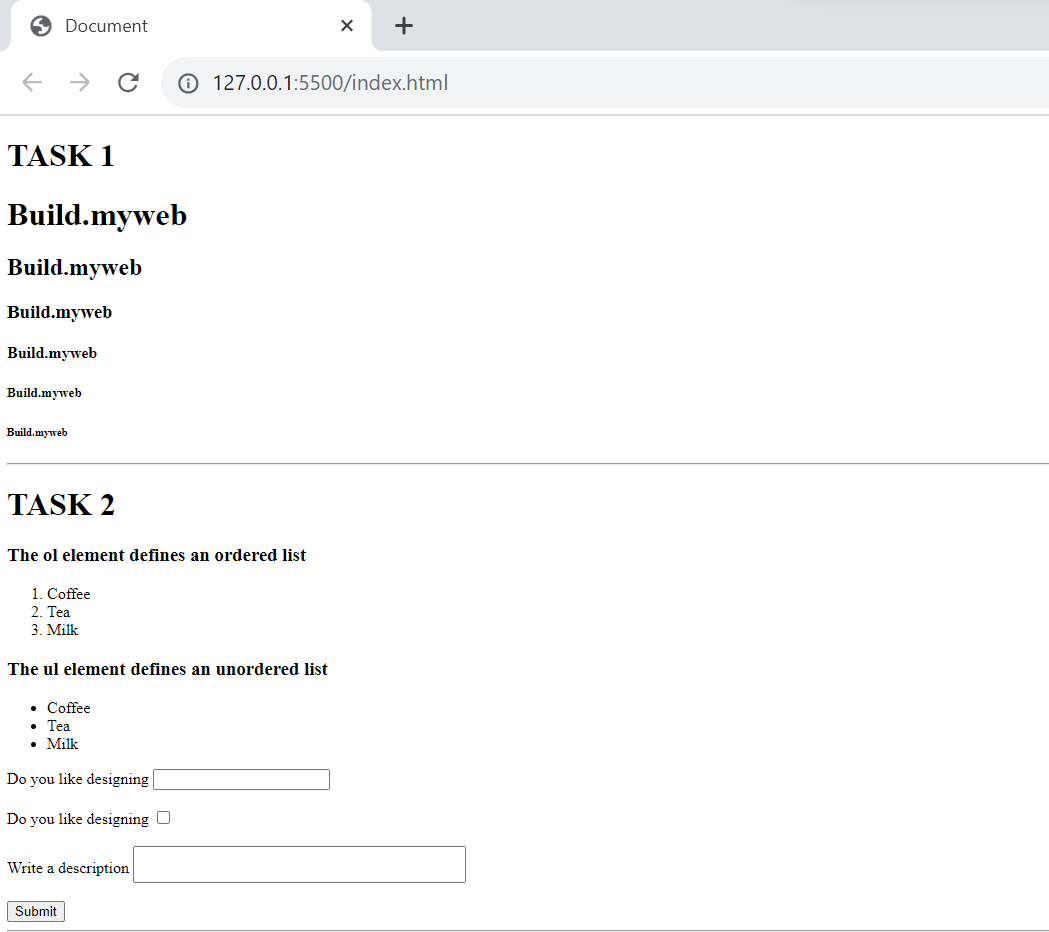 Document
127.0.0.1:5500/index.html
TASK 1
Build.myweb
Build.myweb
Build.myweb
Build.myweb
Build.myweb
Build.myweb
TASK 2
The ol element defines an ordered list
1. Coffee
2. Tea
3. Milk
The ul element defines an unordered list
• Coffee
• Tea
• Milk
Do you like designing
Do you like designing
Write a description
Submit